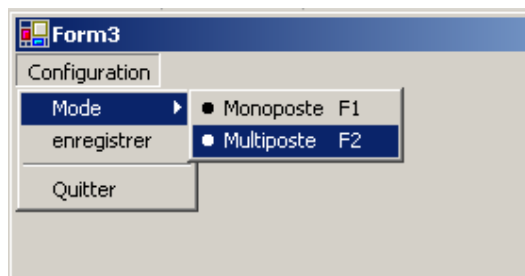 Form3
Configuration
Mode
Monoposte F1
enregistrer
Multiposte F2
Quitter